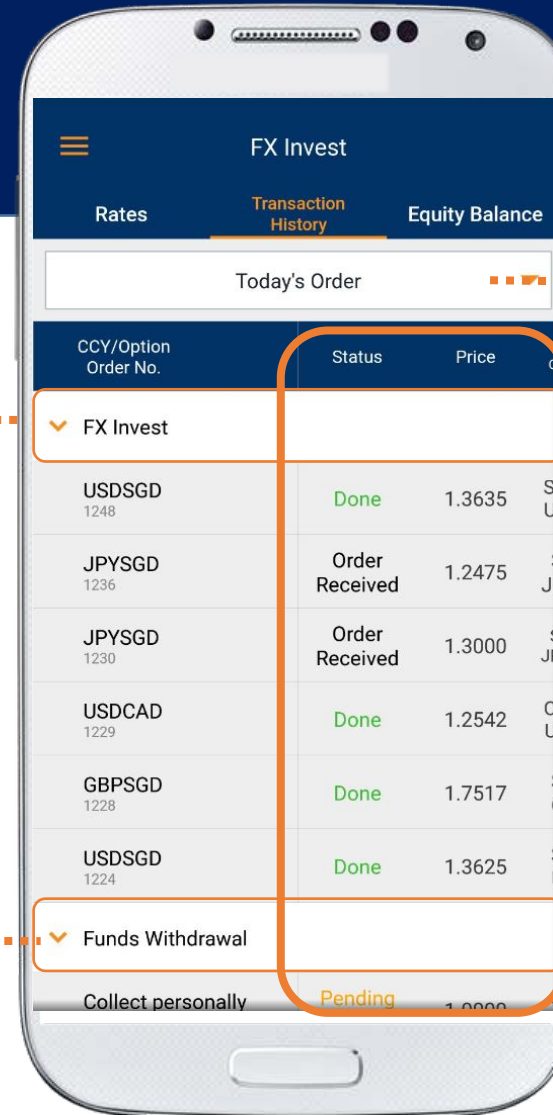 FX Invest
Rates
Transaction
History
Equity Balance
Today's Order
CCY/Option
Order No.
Status
Price
FX Invest
USDSGD
1248
Done
1.3635
JPYSGD
1236
Order
Received
1.2475
JPYSGD
1230
Order
Received
1.3000
USDCAD
1229
Done
1.2542
GBPSGD
1228
Done
1.7517
USDSGD
1224
Done
1.3625
Funds Withdrawal
Collect personally
Pending